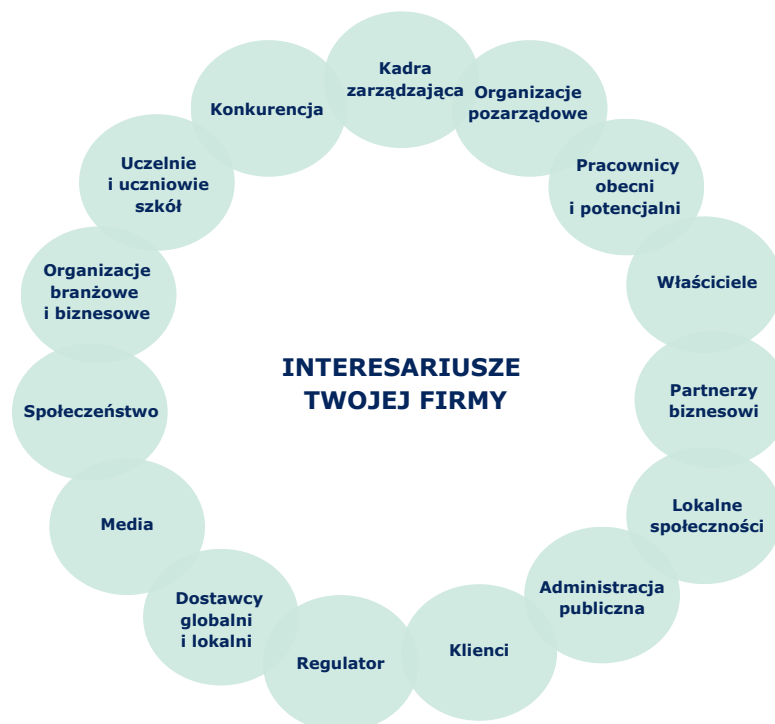 Kadra
zarządzająca
Organizacje
pozarządowe
Pracownicy
obecni
i potencjalni
Właściciele
Partnerzy
biznesowi
Lokalne
społeczności
Administracja
publiczna
Klienci
Regulator
Dostawcy
globalni
i lokalni
Media
Społeczeństwo
Organizacje
branżowe
i biznesowe
Uczelnie
i uczniowie
szkół
Konkurencja
INTERESARIUSZE
TWOJEJ FIRMY